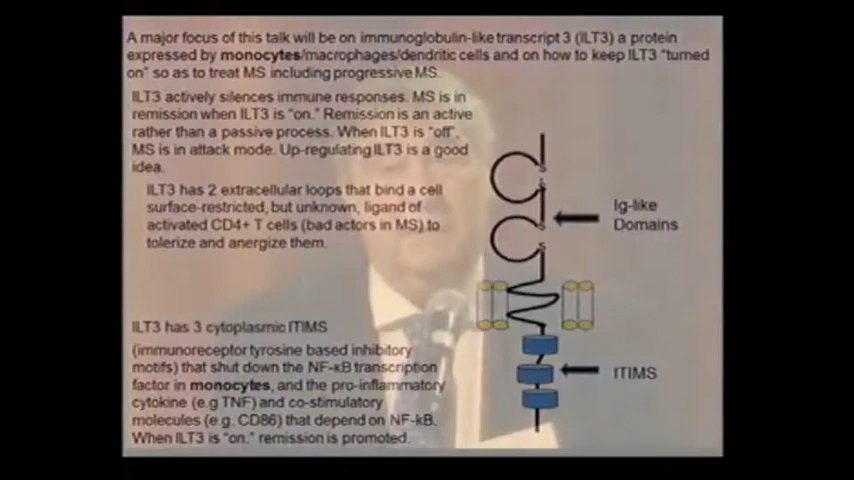 A major focus of this talk will be on immunoglobulin-like transcript 3 (ILT3) a protein
expressed by monocytes/macrophages/dendritic cells and on how to keep ILT3 "turned
on" so as to treat MS including progressive MS.
ILT3 actively silences immune responses. MS is in
remission when ILT3 is "on." Remission is an active
rather than a passive process. When ILT3 is "off",
MS is in attack mode. Up-regulating ILT3 is a good
idea.
ILT3 has 2 extracellular loops that bind a cell
surface-restricted, but unknown, ligand of
activated CD4+ T cells (bad actors in MS) to
tolerize and anergize them.
S
S
S
S
Ig-like
Domains
ILT3 has 3 cytoplasmic ITIMS
(immunoreceptor tyrosine based inhibitory
motifs) that shut down the NF-κB transcription
factor in monocytes, and the pro-inflammatory
cytokine (e.g TNF) and co-stimulatory
molecules (e.g. CD86) that depend on NF-kB.
When ILT3 is "on," remission is promoted.
ITIMS